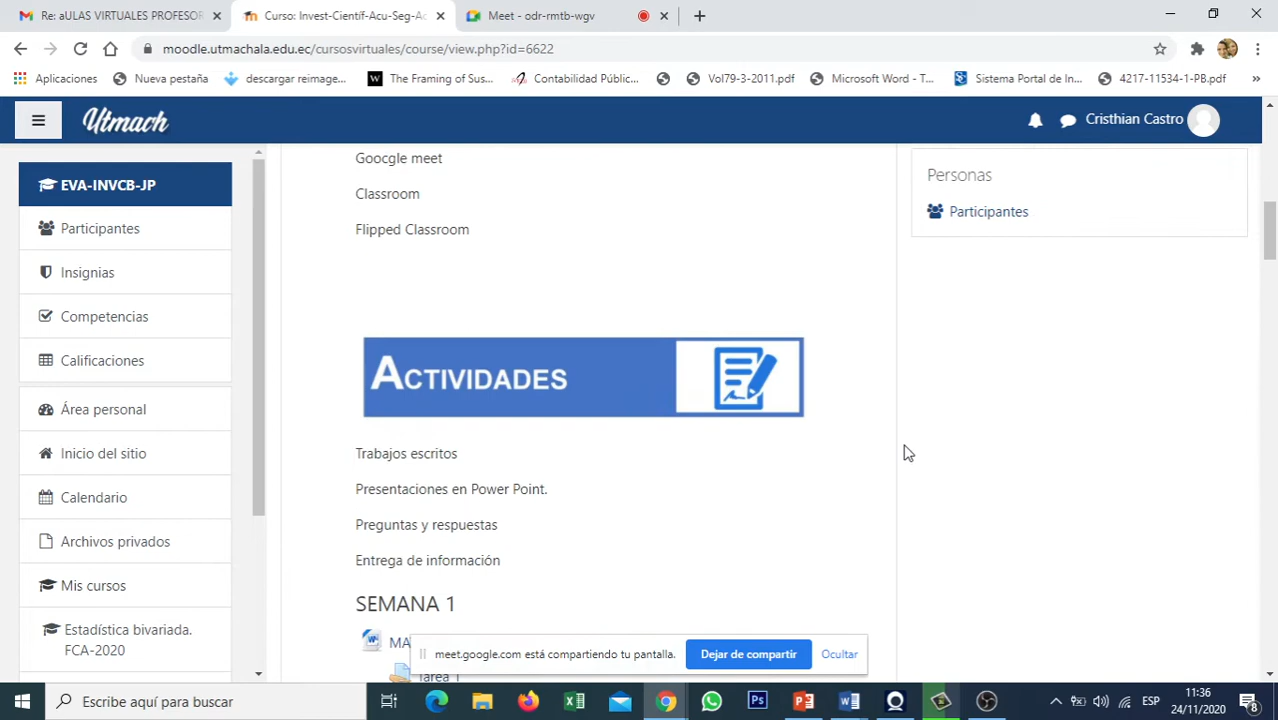 Re: aULAS VIRTUALES PROFESOR
Curso: Invest-Científ-Acu-Seg-Ac
Meet - odr-rmtb-wgv
moodle.utmachala.edu.ec/cursosvirtuales/course/view.php?id=6622
Aplicaciones
Nueva pestaña
descargar reimage...
The Framing of Sus...
Contabilidad Públic...
Vol79-3-2011.pdf
Microsoft Word - T...
Sistema Portal de In...
4217-11534-1-PB.pdf
»
Utmach
Cristhian Castro
EVA-INVCB-JP
Participantes
Insignias
Competencias
Calificaciones
Área personal
Inicio del sitio
Calendario
Archivos privados
Mis cursos
Estadística bivariada.
FCA-2020
Goocgle meet
Classroom
Flipped Classroom
ACTIVIDADES
Trabajos escritos
Presentaciones en Power Point.
Preguntas y respuestas
Entrega de información
SEMANA 1
MA
Tarea 1
Personas
Participantes
meet.google.com está compartiendo tu pantalla.
Dejar de compartir
Ocultar
Escribe aquí para buscar
ESP
11:36
24/11/2020
8